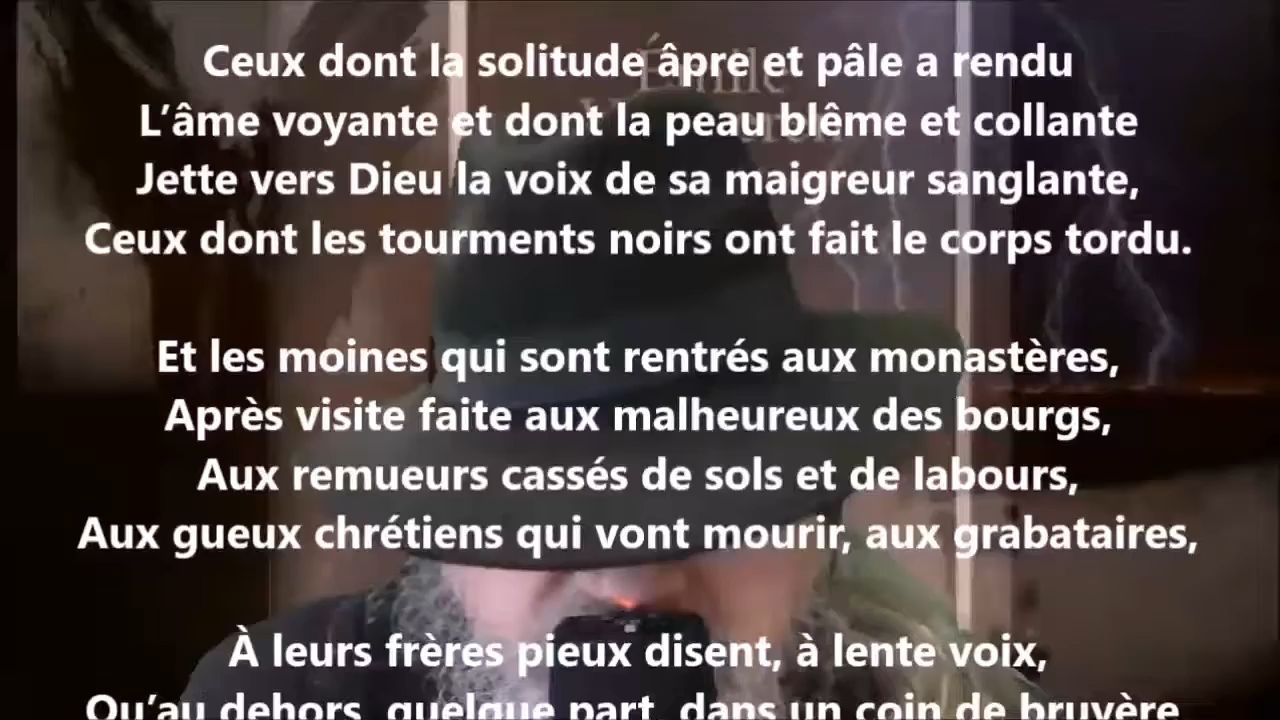 Émile
Ceux dont la solitude âpre et pâle a rendu
L’âme voyante et dont la peau blême et collante
Jette vers Dieu la voix de sa maigreur sanglante,
Ceux dont les tourments noirs ont fait le corps tordu.
Et les moines qui sont rentrés aux monastères,
Après visite faite aux malheureux des bourgs,
Aux remueurs cassés de sols et de labours,
Aux gueux chrétiens qui vont mourir, aux grabataires,
À leurs frères pieux disent, à lente voix,
Qu’au dehors, quelque part, dans un coin de bruyère